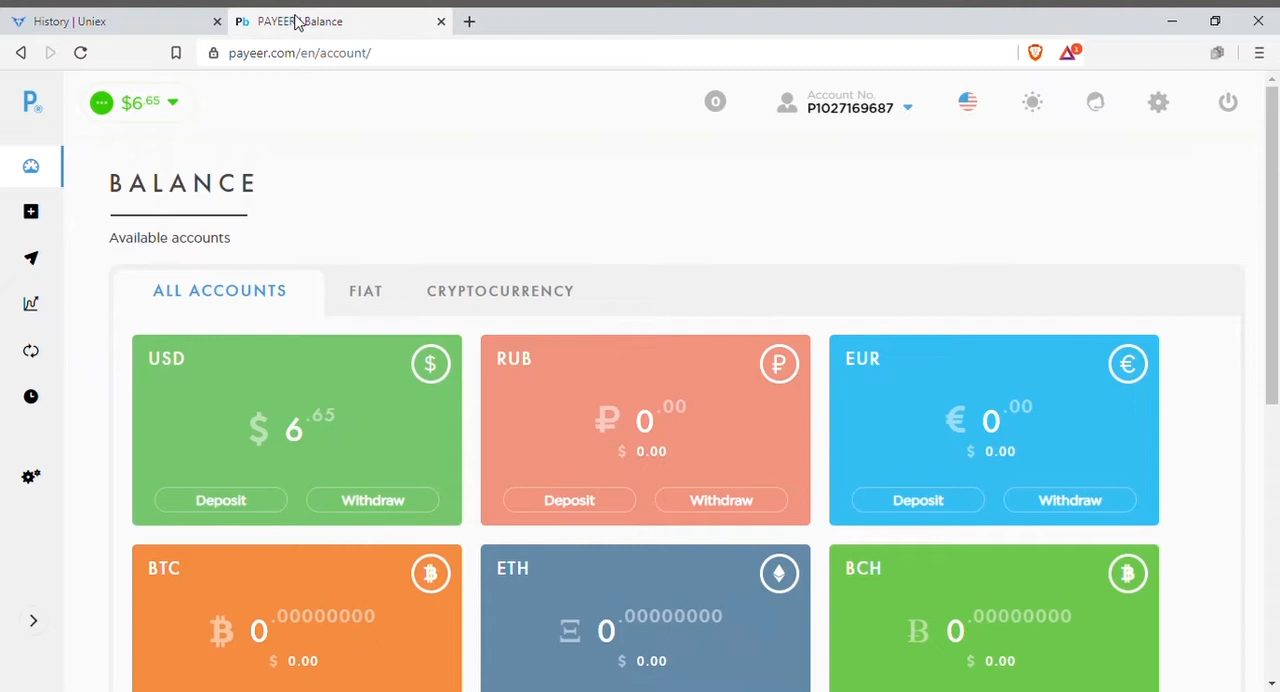 History | Uniex
Pb PAYEER Balance
payeer.com/en/account/
1
P
$6.65
0
Account No.
P1027169687
BALANCE
Available accounts
ALL ACCOUNTS FIAT CRYPTOCURRENCY
USD $ RUB ₽ EUR €
$ 6.65 ₽ 0.00 € 0.00
$ 0.00 $ 0.00
Deposit Withdraw Deposit Withdraw Deposit Withdraw
BTC ETH BCH
0.00000000 Ξ 0.00000000 0.00000000
$ 0.00 $ 0.00 $ 0.00